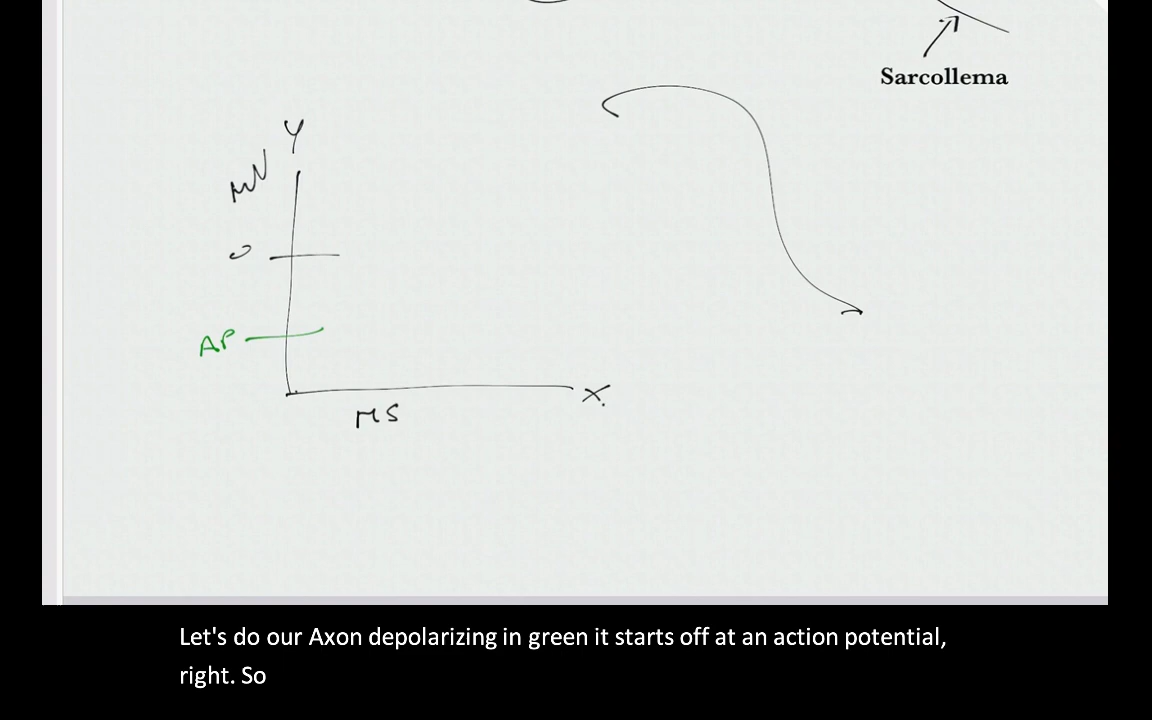 Sarcollema
Y
MV
0
AP
X
MS
Let's do our Axon depolarizing in green it starts off at an action potential,
right. So